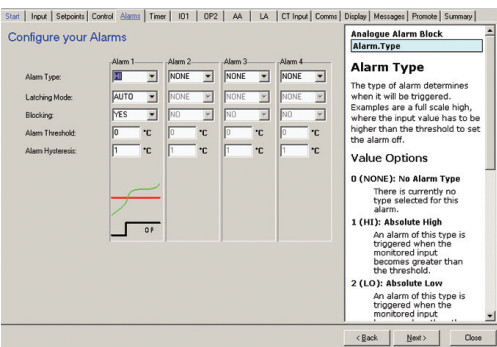 Start Input Setpoints Control Alarms Timer IO1 OP2 AA LA CT Input Comms Display Messages Promote Summary
Configure your Alarms
Alarm 1 Alarm 2 Alarm 3 Alarm 4
Alarm Type: HI NONE NONE NONE
Latching Mode: AUTO NONE NONE NONE
Blocking: YES NO NO NO
Alarm Threshold: 0 °C 0 °C 0 °C 0 °C
Alarm Hysteresis: 1 °C 1 °C 1 °C 1 °C
OP
Analogue Alarm Block
Alarm.Type
Alarm Type
The type of alarm determines
when it will be triggered.
Examples are a full scale high,
where the input value has to be
higher than the threshold to set
the alarm off.
Value Options
0 (NONE): No Alarm Type
There is currently no
type selected for this
alarm.
1 (HI): Absolute High
An alarm of this type is
triggered when the
monitored input
becomes greater than
the threshold.
2 (LO): Absolute Low
An alarm of this type is
triggered when the
monitored input
< Back Next > Close